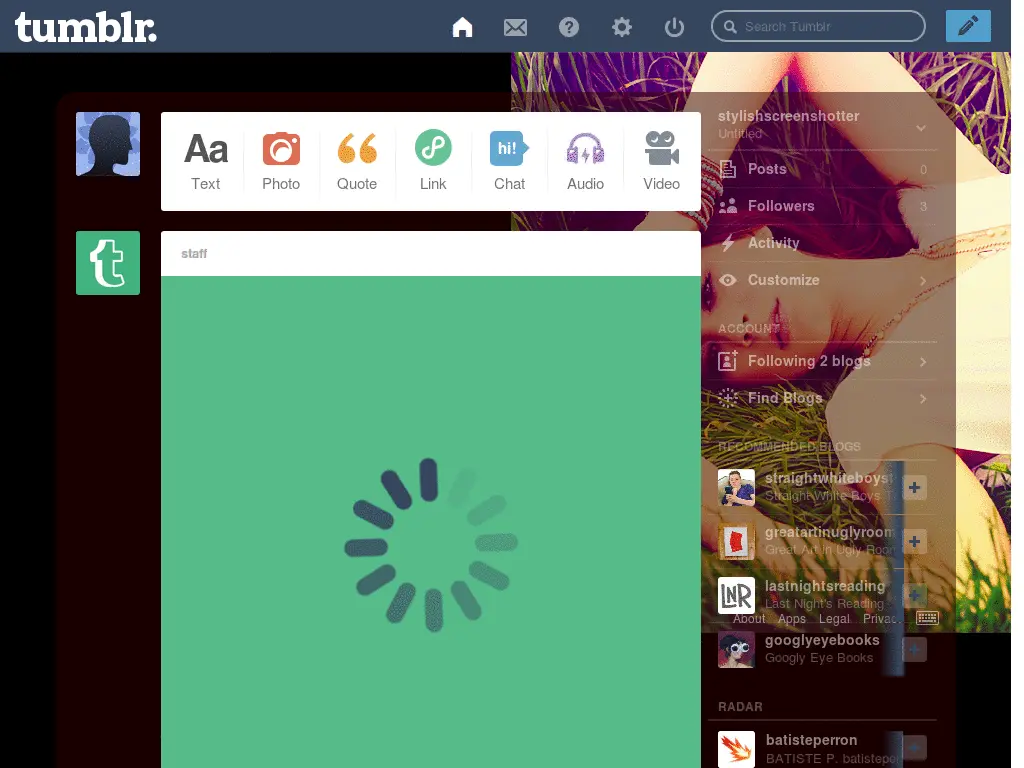 tumblr.
Search Tumblr
stylishscreenshotter
Untitled
Aa
hi!
Text
Photo
Quote
Link
Chat
Audio
Video
Posts
0
Followers
3
Activity
Customize
t
staff
ACCOUNT
Following 2 blogs
Find Blogs
RECOMMENDED BLOGS
straightwhiteboyst
Straight White Boys T
greatartinuglyroom
Great Art in Ugly Room
LNR
lastnightsreading
Last Night's Reading
About Apps Legal
googlyeyebooks
Googly Eye Books
RADAR
batisteperron
BATISTE P. batistepe